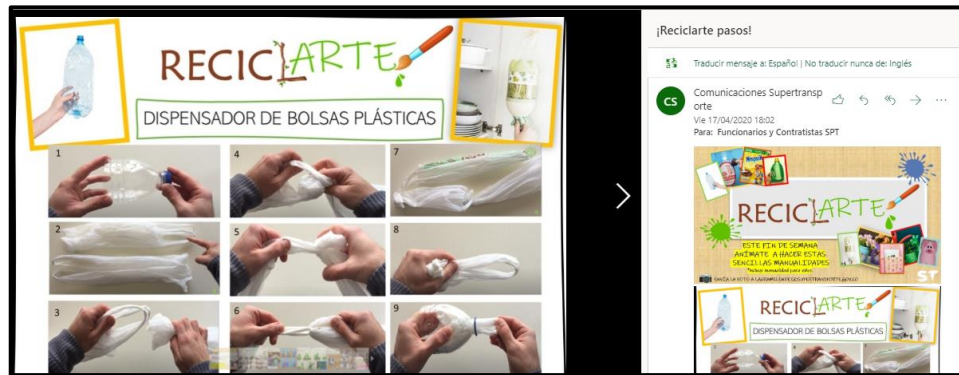 RECICLARTE
DISPENSADOR DE BOLSAS PLÁSTICAS
1
4
7
2
5
8
3
6
9
¡Reciclarte pasos!
Traducir mensaje a: Español | No traducir nunca de: Inglés
CS
Comunicaciones Supertransp
orte
Vie 17/04/2020 18:02
Para: Funcionarios y Contratistas SPT
RECICLARTE
ESTE FIN DE SEMANA
ANÍMATE A HACER ESTAS
SENCILLAS MANUALIDADES
ST
RECICLARTE
DISPENSADOR DE BOLSAS PLÁSTICAS